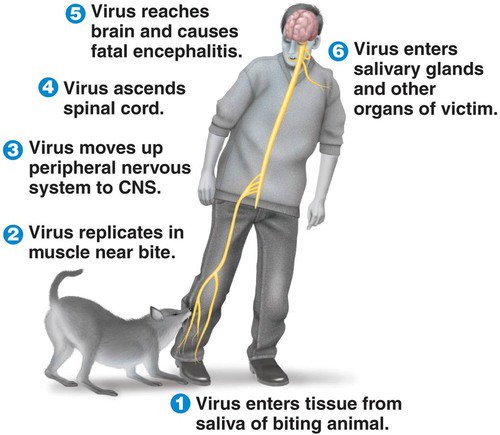 5 Virus reaches
brain and causes
fatal encephalitis.
6 Virus enters
salivary glands
and other
organs of victim.
4 Virus ascends
spinal cord.
3 Virus moves up
peripheral nervous
system to CNS.
2 Virus replicates in
muscle near bite.
1 Virus enters tissue from
saliva of biting animal.